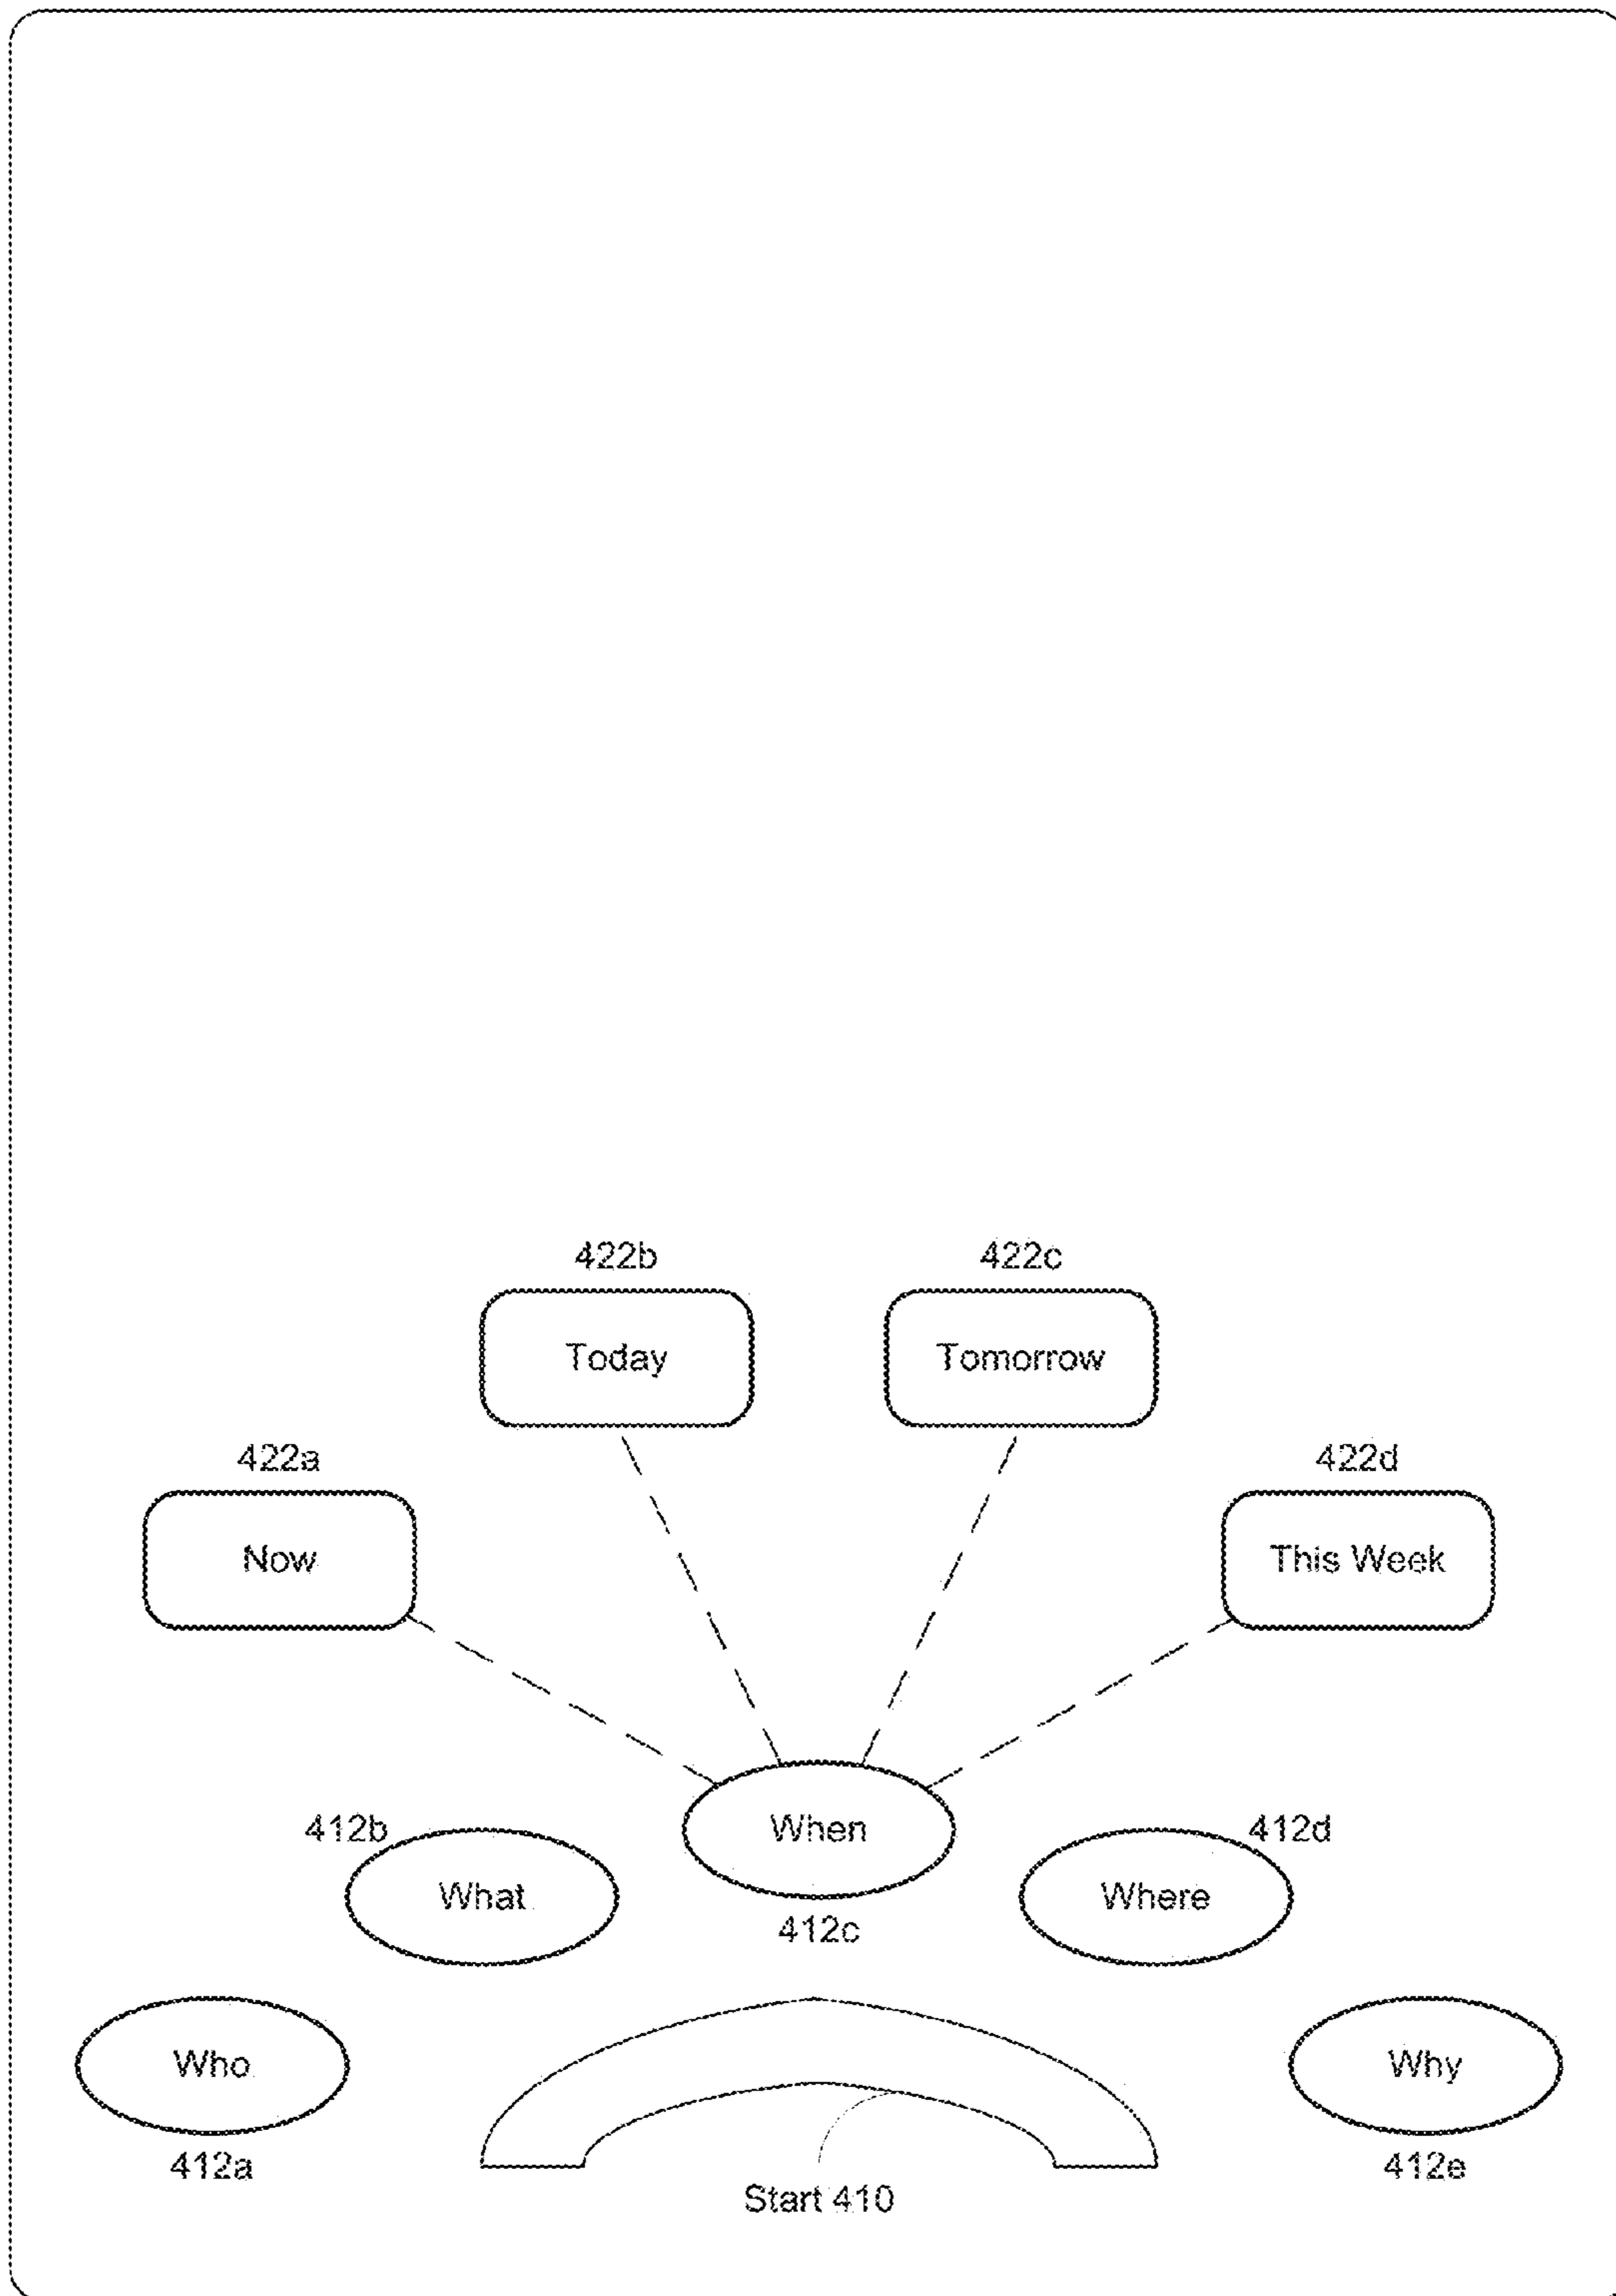 422b
422c
Today
Tomorrow
422a
422d
Now
This Week
412b
When
412d
What
Where
412c
Who
Why
412a
412e
Start 410